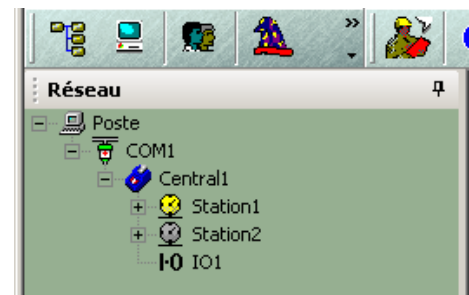 Réseau
Poste
COM1
Central1
Station1
Station2
IO1